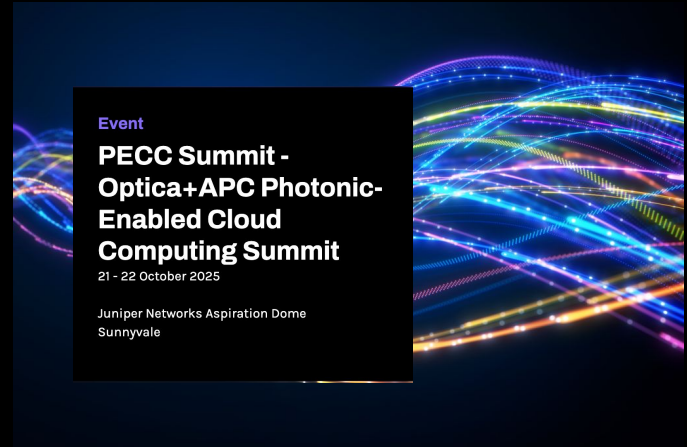 Event
PECC Summit -
Optica+APC Photonic-
Enabled Cloud
Computing Summit
21 - 22 October 2025
Juniper Networks Aspiration Dome
Sunnyvale